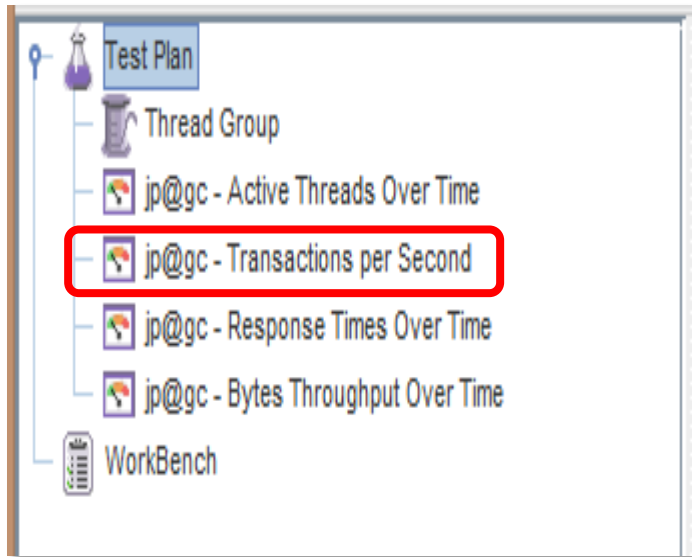 Test Plan
Thread Group
jp@gc - Active Threads Over Time
jp@gc - Transactions per Second
jp@gc - Response Times Over Time
jp@gc - Bytes Throughput Over Time
WorkBench